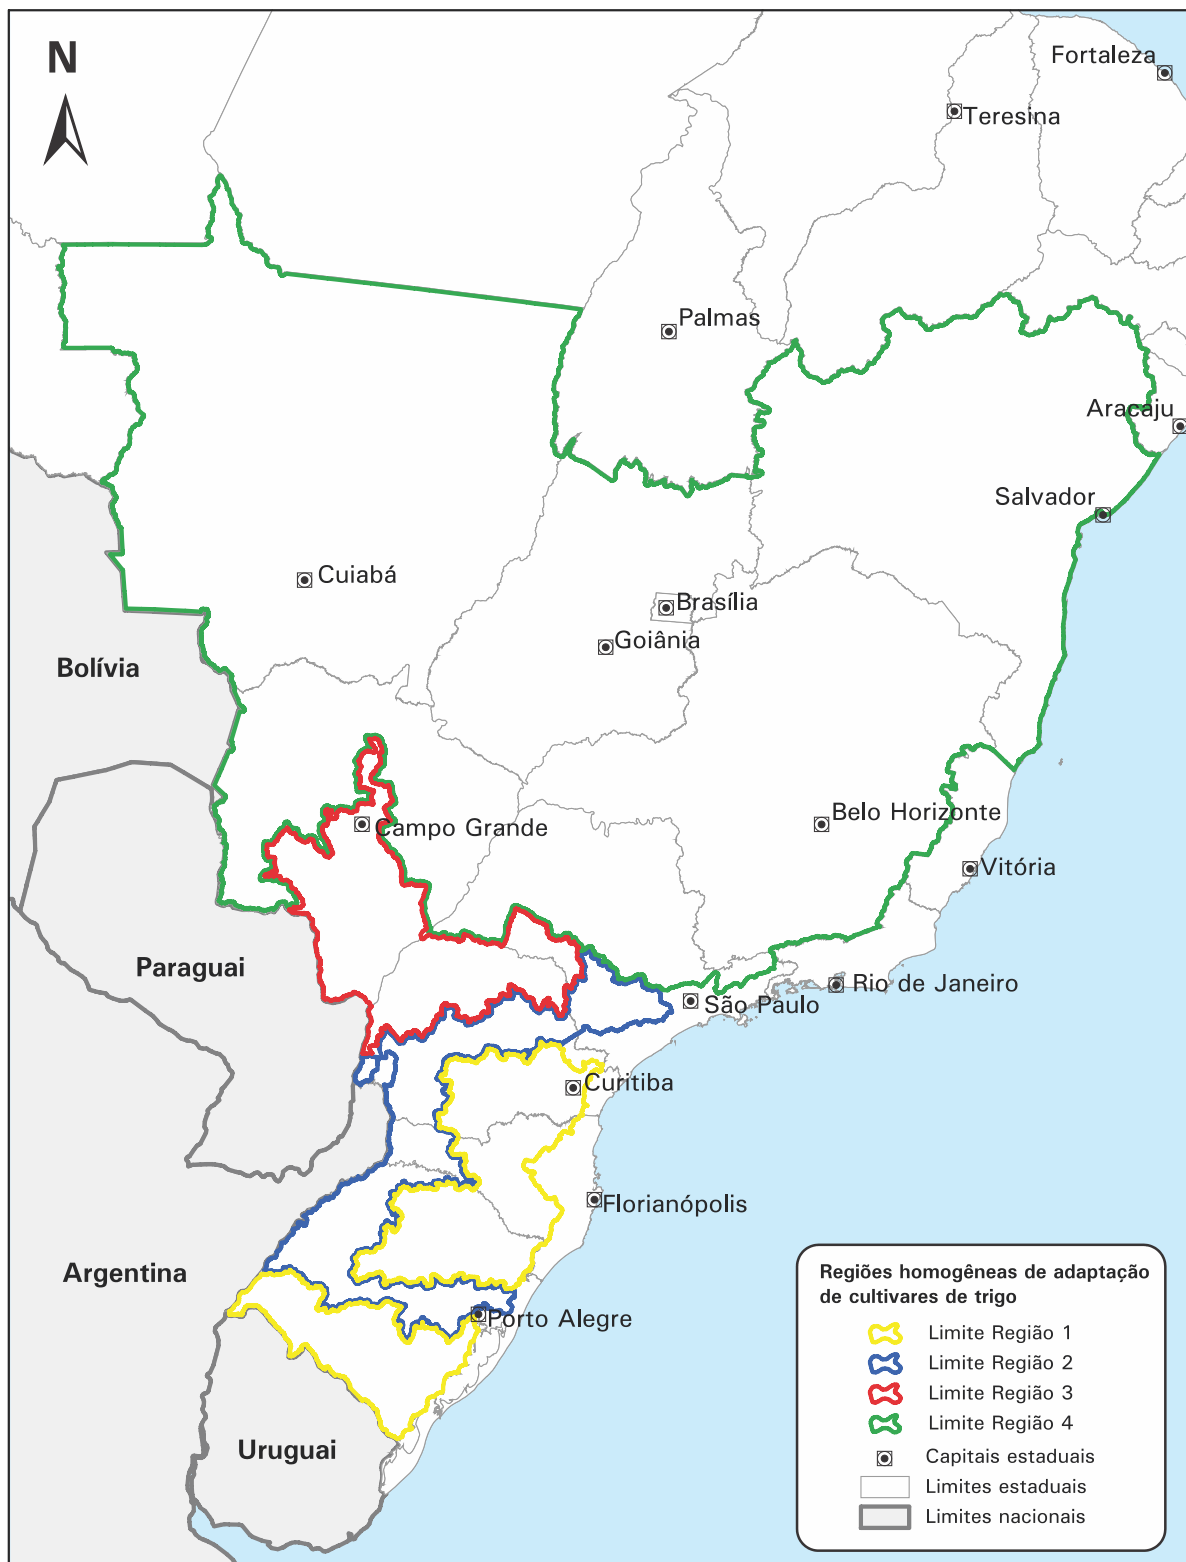 N
Fortaleza
Teresina
Palmas
Aracaju
Salvador
Cuiabá
Brasília
Goiânia
Bolívia
Campo Grande
Belo Horizonte
Vitória
Paraguai
Rio de Janeiro
São Paulo
Curitiba
Florianópolis
Argentina
Porto Alegre
Uruguai
Regiões homogêneas de adaptação
de cultivares de trigo
Limite Região 1
Limite Região 2
Limite Região 3
Limite Região 4
Capitais estaduais
Limites estaduais
Limites nacionais